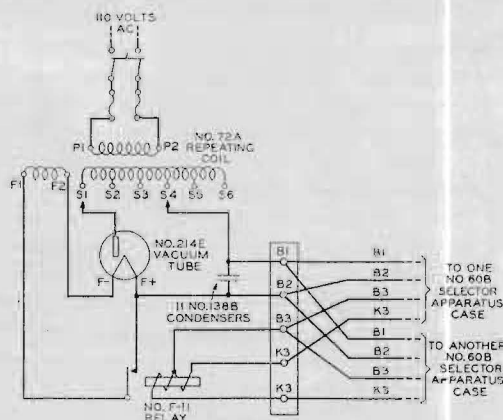 110 VOLTS
AC
P1
P2
NO. 72A
REPEATING
COIL
F1
F2
S1
S2
S3
S4
S5
S6
NO. 214E
VACUUM
TUBE
F-
F+
11 NO. 138B
CONDENSERS
B1
B2
B3
K3
K3
B1
B2
B3
K3
B1
B2
B3
K3
TO ONE
NO. 60B
SELECTOR
APPARATUS
CASE
TO ANOTHER
NO. 60B
SELECTOR
APPARATUS
CASE
NO. F-11
RELAY